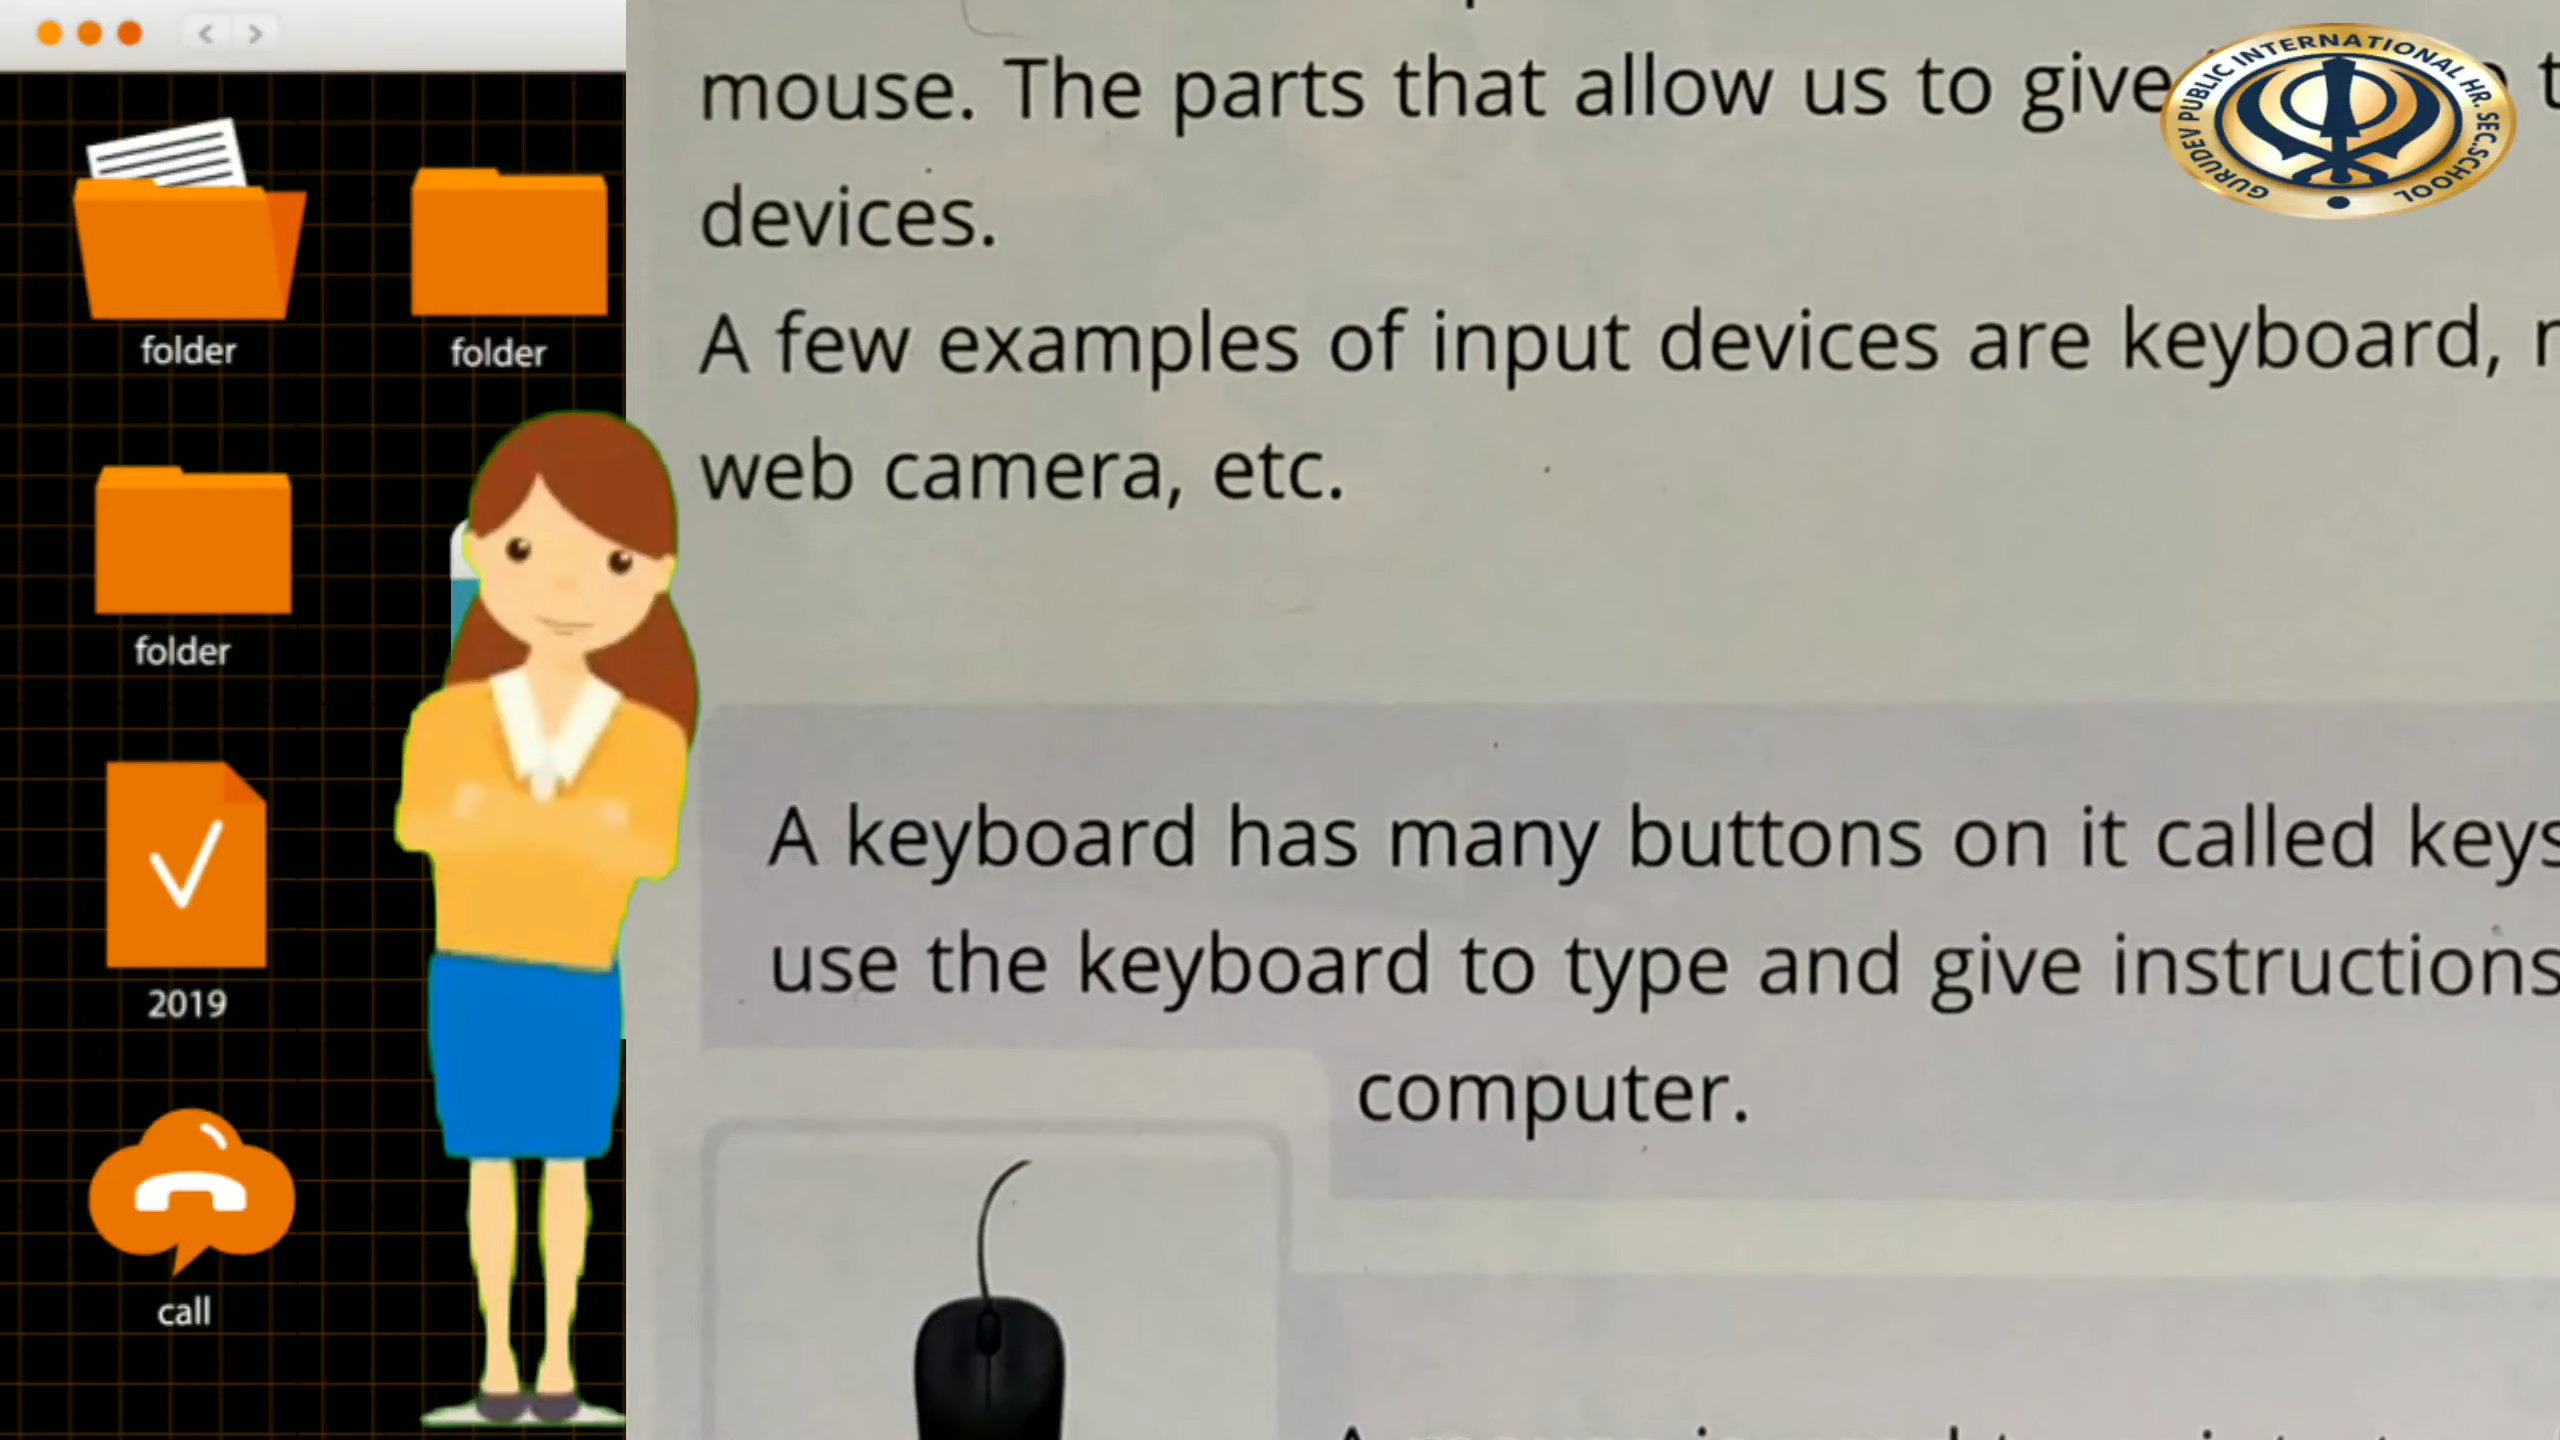 mouse. The parts that allow us to give
devices.
A few examples of input devices are keyboard,
web camera, etc.
A keyboard has many buttons on it called keys
use the keyboard to type and give instructions
computer.
GURUDEV PUBLIC INTERNATIONAL HR. SEC. SCHOOL
folder
folder
folder
2019
call